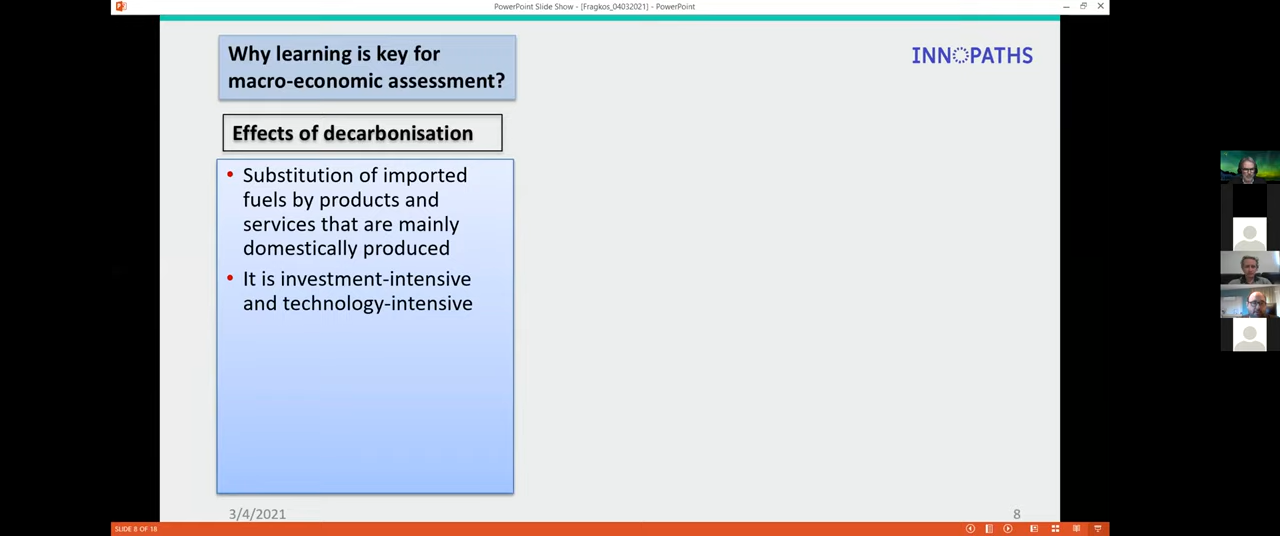 PowerPoint Slide Show - [Fragkos_04032021] - PowerPoint
Why learning is key for
macro-economic assessment?
INNOPATHS
Effects of decarbonisation
• Substitution of imported
fuels by products and
services that are mainly
domestically produced
• It is investment-intensive
and technology-intensive
3/4/2021
8
SLIDE 8 OF 18